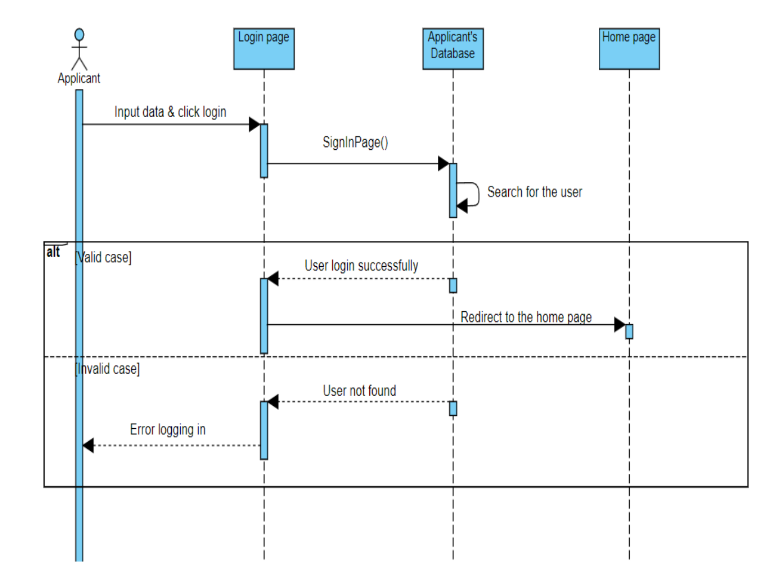 Login page
Applicant's
Database
Home page
Applicant
Input data & click login
SignInPage()
Search for the user
alt
[Valid case]
User login successfully
Redirect to the home page
[Invalid case]
User not found
Error logging in